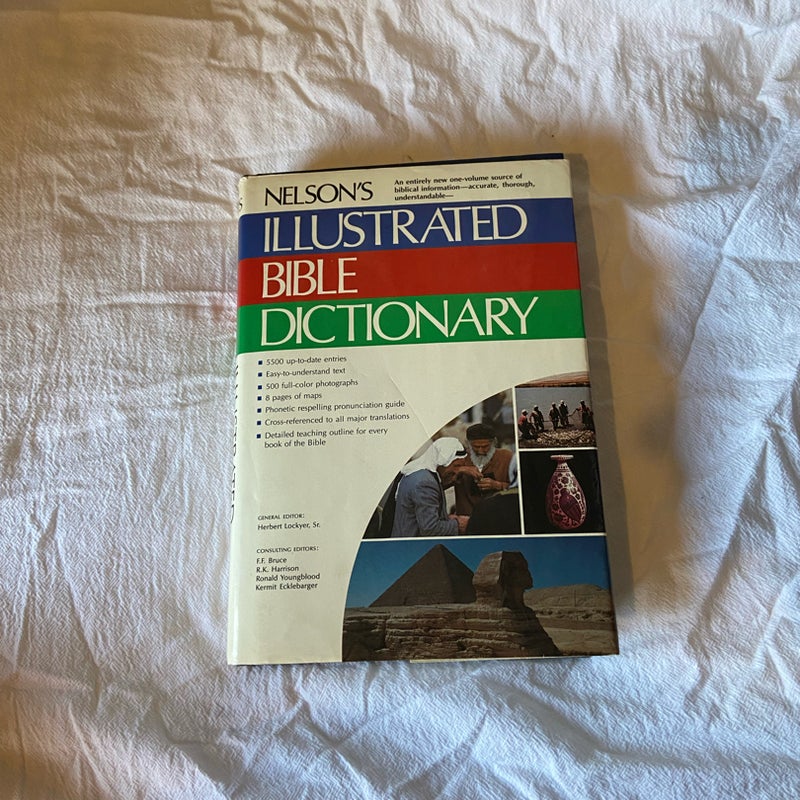 NELSON'S
An entirely new one-volume source of
biblical information—accurate, thorough,
understandable—
ILLUSTRATED
BIBLE
DICTIONARY
▪ 5500 up-to-date entries
▪ Easy-to-understand text
▪ 500 full-color photographs
▪ 8 pages of maps
▪ Phonetic respelling pronunciation guide
▪ Cross-referenced to all major translations
▪ Detailed teaching outline for every
book of the Bible
GENERAL EDITOR:
Herbert Lockyer, Sr.
CONSULTING EDITORS:
F.F. Bruce
R.K. Harrison
Ronald Youngblood
Kermit Ecklebarger